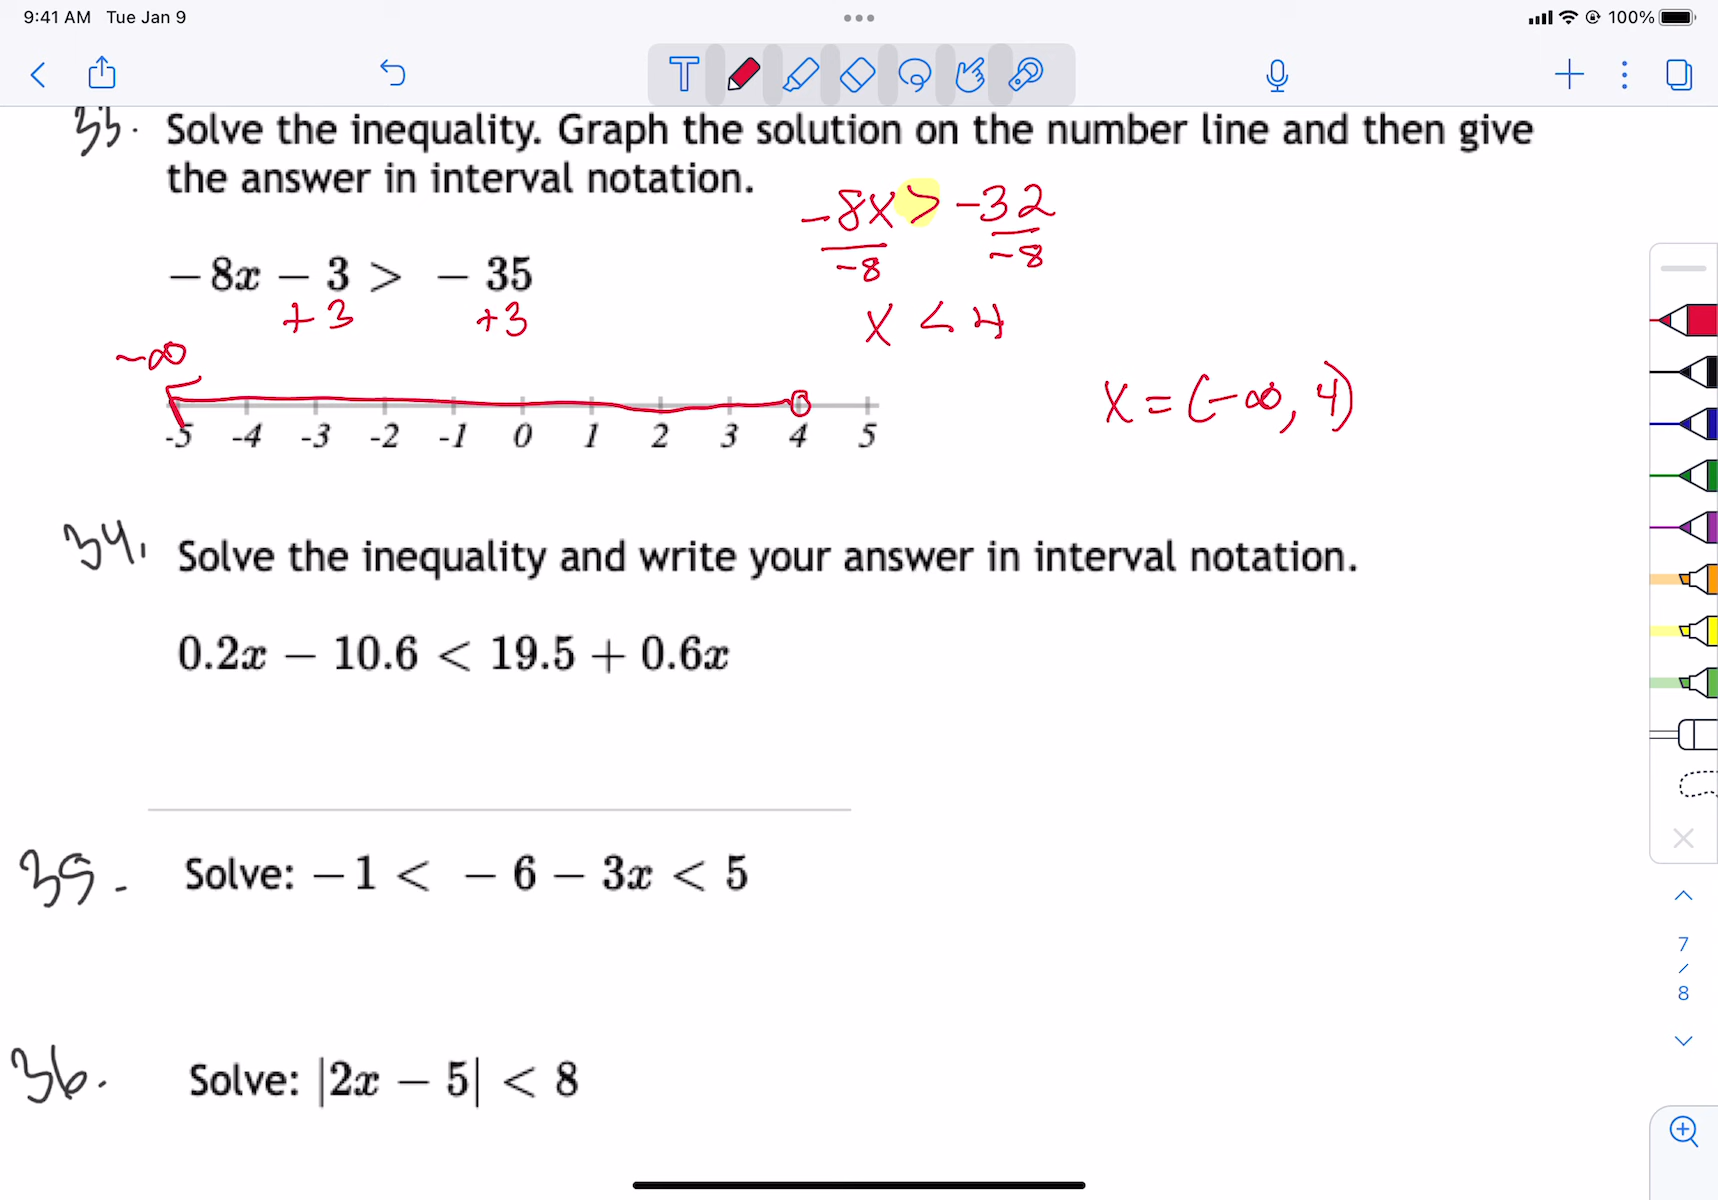 9:41 AM Tue Jan 9
100%
33. Solve the inequality. Graph the solution on the number line and then give
the answer in interval notation.
-8x > -32
-8 -8
-8x - 3 > -35
+3 +3
x < 4
-∞
x = (-∞, 4)
-5 -4 -3 -2 -1 0 1 2 3 4 5
34. Solve the inequality and write your answer in interval notation.
0.2x - 10.6 < 19.5 + 0.6x
35. Solve: -1 < -6 - 3x < 5
7
/
8
36. Solve: |2x - 5| < 8